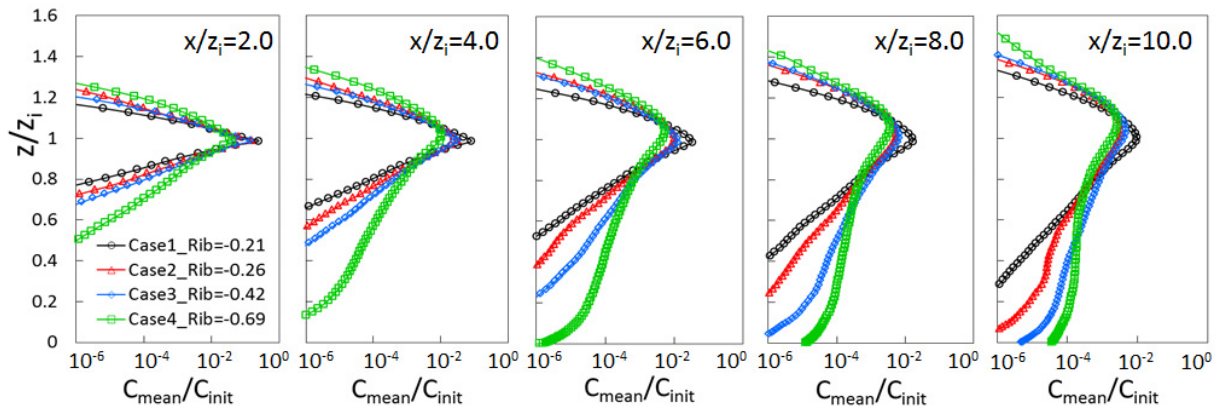 x/zi=2.0
x/zi=4.0
x/zi=6.0
x/zi=8.0
x/zi=10.0
z/zi
1.6
1.4
1.2
1
0.8
0.6
0.4
0.2
0
Case1_Rib=-0.21
Case2_Rib=-0.26
Case3_Rib=-0.42
Case4_Rib=-0.69
10-6 10-4 10-2 100
10-6 10-4 10-2 100
10-6 10-4 10-2 100
10-6 10-4 10-2 100
10-6 10-4 10-2 100
Cmean/Cinit
Cmean/Cinit
Cmean/Cinit
Cmean/Cinit
Cmean/Cinit